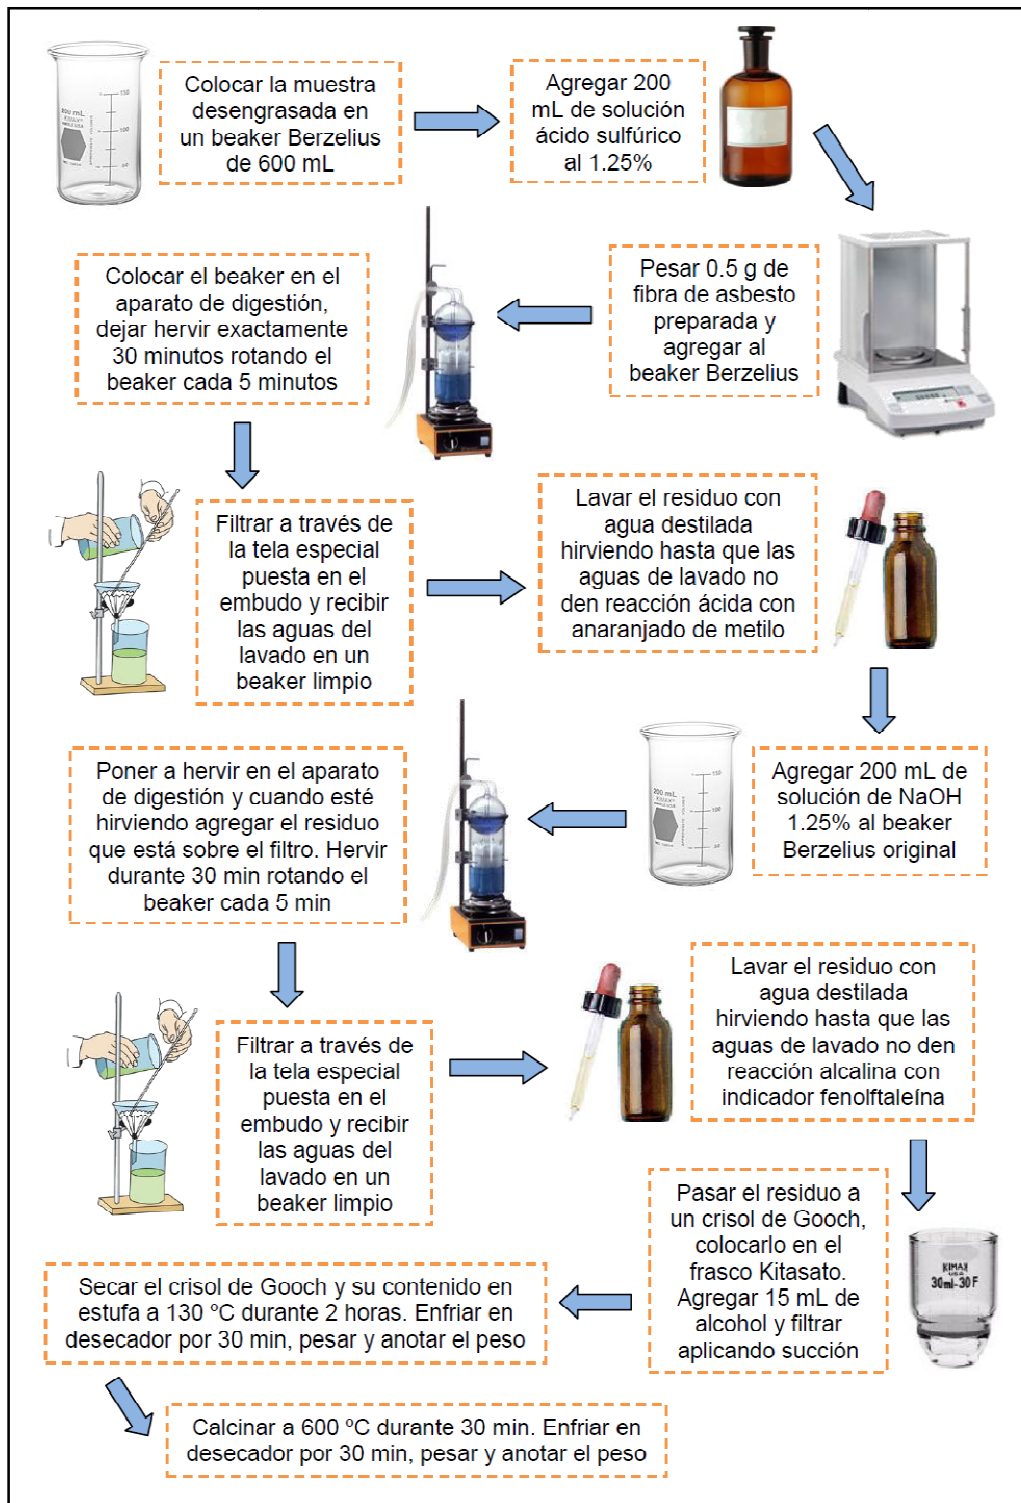 Colocar la muestra
desengrasada en
un beaker Berzelius
de 600 mL
Agregar 200
mL de solución
ácido sulfúrico
al 1.25%
Pesar 0.5 g de
fibra de asbesto
preparada y
agregar al
beaker Berzelius
Colocar el beaker en el
aparato de digestión,
dejar hervir exactamente
30 minutos rotando el
beaker cada 5 minutos
Filtrar a través de
la tela especial
puesta en el
embudo y recibir
las aguas del
lavado en un
beaker limpio
Lavar el residuo con
agua destilada
hirviendo hasta que las
aguas de lavado no
den reacción ácida con
anaranjado de metilo
Agregar 200 mL de
solución de NaOH
1.25% al beaker
Berzelius original
200 mL
Poner a hervir en el aparato
de digestión y cuando esté
hirviendo agregar el residuo
que está sobre el filtro. Hervir
durante 30 min rotando el
beaker cada 5 min
Filtrar a través de
la tela especial
puesta en el
embudo y recibir
las aguas del
lavado en un
beaker limpio
Lavar el residuo con
agua destilada
hirviendo hasta que las
aguas de lavado no den
reacción alcalina con
indicador fenolftaleína
Pasar el residuo a
un crisol de Gooch,
colocarlo en el
frasco Kitasato.
Agregar 15 mL de
alcohol y filtrar
aplicando succión
KIMAX
USA
30ml-30F
Secar el crisol de Gooch y su contenido en
estufa a 130 ºC durante 2 horas. Enfriar en
desecador por 30 min, pesar y anotar el peso
Calcinar a 600 ºC durante 30 min. Enfriar en
desecador por 30 min, pesar y anotar el peso